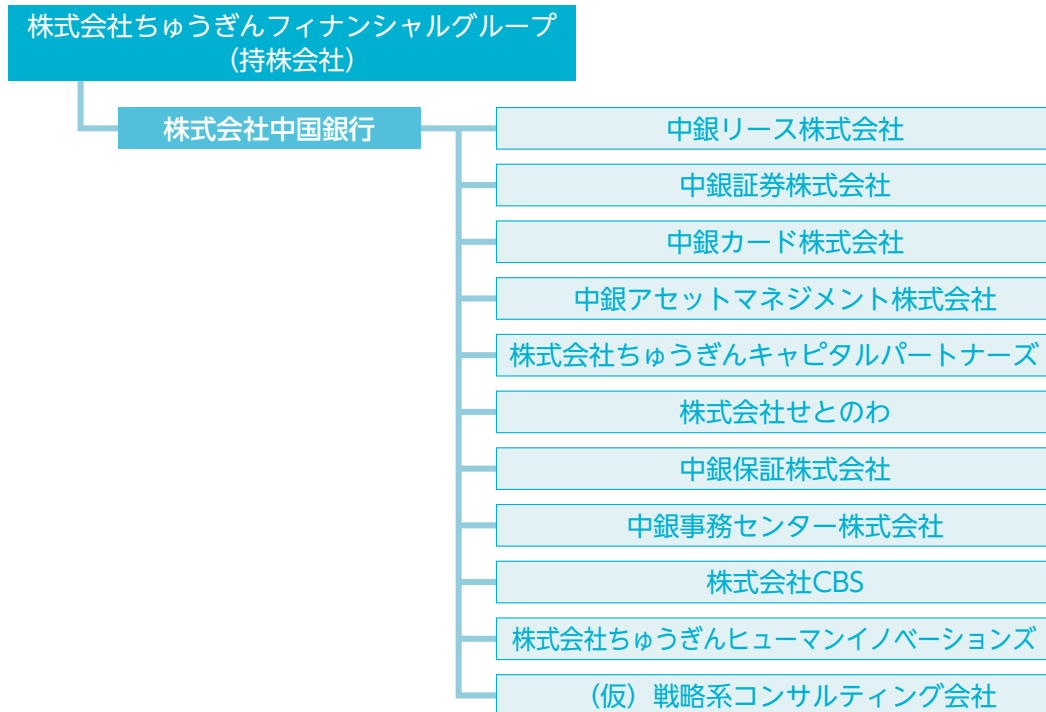 株式会社ちゅうぎんフィナンシャルグループ
（持株会社）
株式会社中国銀行
中銀リース株式会社
中銀証券株式会社
中銀カード株式会社
中銀アセットマネジメント株式会社
株式会社ちゅうぎんキャピタルパートナーズ
株式会社せとのわ
中銀保証株式会社
中銀事務センター株式会社
株式会社CBS
株式会社ちゅうぎんヒューマンイノベーションズ
（仮）戦略系コンサルティング会社